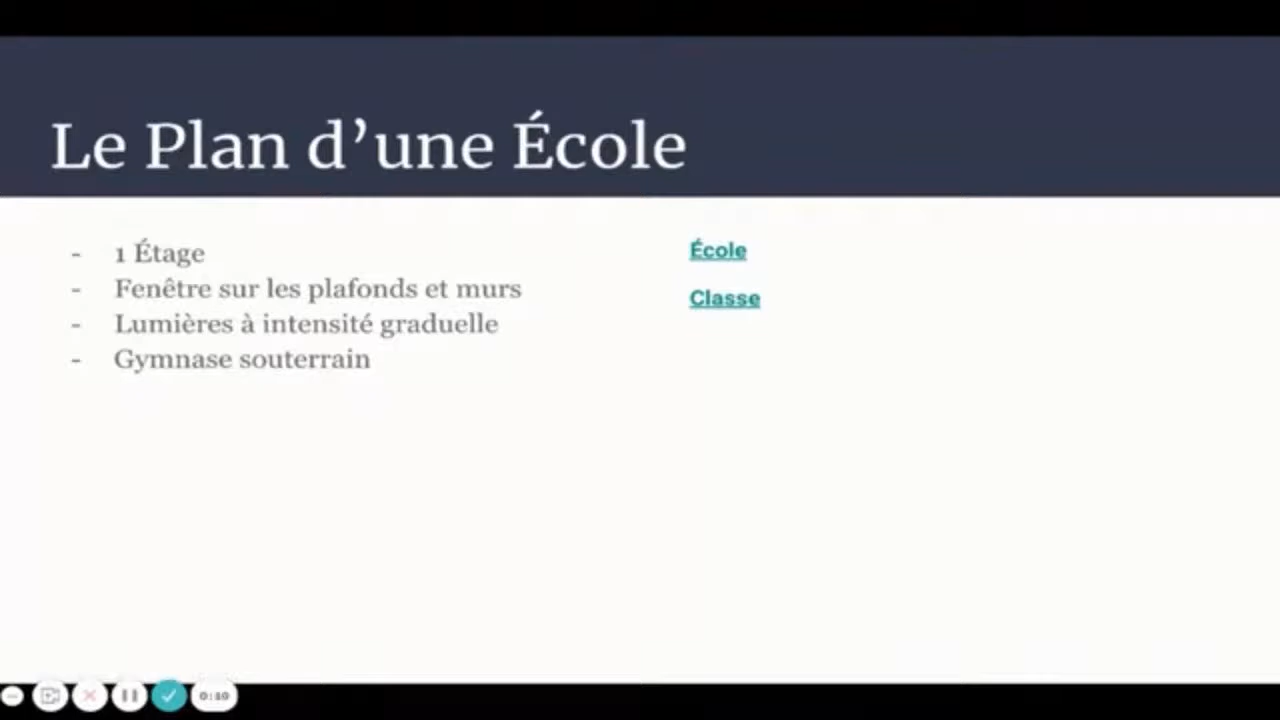 Le Plan d’une École
- 1 Étage
- Fenêtre sur les plafonds et murs
- Lumières à intensité graduelle
- Gymnase souterrain
École
Classe
0:10